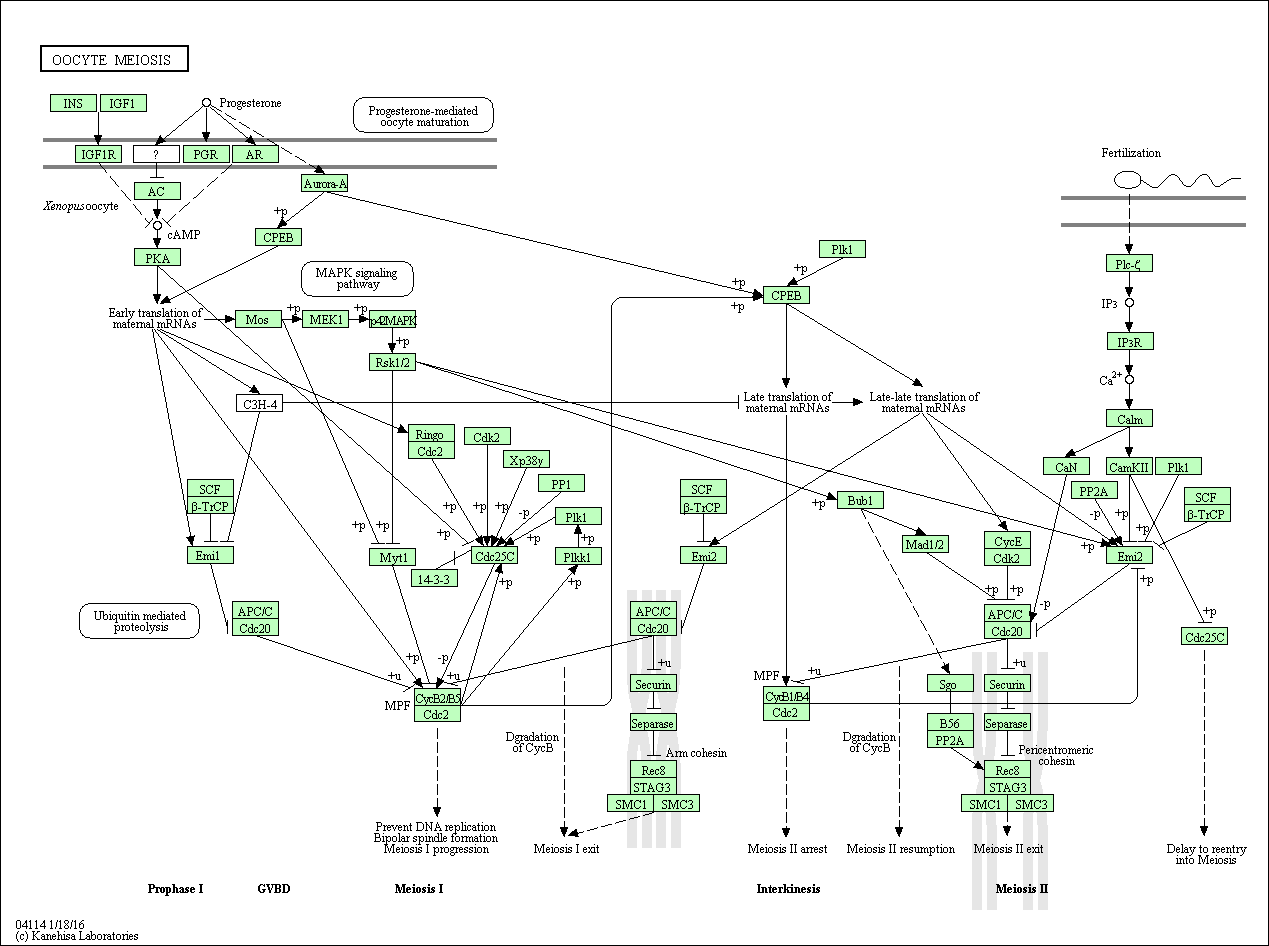 OOCYTE MEIOSIS
INS
IGF1
Progesterone
Progesterone-mediated
oocyte maturation
IGF1R
?
PGR
AR
Fertilization
Aurora-A
AC
Xenopus oocyte
cAMP
+p
CPEB
PKA
Plk1
+p
Plc-ζ
MAPK signaling
pathway
+p
CPEB
+p
IP3
Early translation of
maternal mRNAs
Mos
+p
MEK1
+p
p42MAPK
+p
Rsk1/2
IP3R
Ca2+
C3H-4
Late translation of
maternal mRNAs
Late-late translation of
maternal mRNAs
Calm
Ringo
Cdc2
Cdk2
Xp38γ
PP1
CaN
CamKII
Plk1
SCF
β-TrCP
SCF
β-TrCP
PP2A
SCF
β-TrCP
+p
Bub1
+p
+p
+p
+p
+p
-p
Plk1
+p
+p
+p
-p
+p
Emi1
Myt1
Cdc25C
Plkk1
Emi2
Mad1/2
CycE
Cdk2
+p
Emi2
14-3-3
+p
+p
+p
+p
+p
APC/C
Cdc20
APC/C
Cdc20
APC/C
Cdc20
-p
+p
Cdc25C
Ubiquitin mediated
proteolysis
+p
-p
+u
+u
+u
+u
MPF
CycB2/B5
Cdc2
Securin
MPF
CycB1/B4
Cdc2
Sgo
Securin
Separase
B56
PP2A
Separase
Dgradation
of CycB
Arm cohesin
Dgradation
of CycB
Pericentromeric
cohesin
Rec8
STAG3
SMC1
SMC3
Rec8
STAG3
SMC1
SMC3
Prevent DNA replication
Bipolar spindle formation
Meiosis I progression
Meiosis I exit
Meiosis II arrest
Meiosis II resumption
Meiosis II exit
Delay to reentry
into Meiosis
Prophase I
GVBD
Meiosis I
Interkinesis
Meiosis II
04114 1/18/16
(c) Kanehisa Laboratories